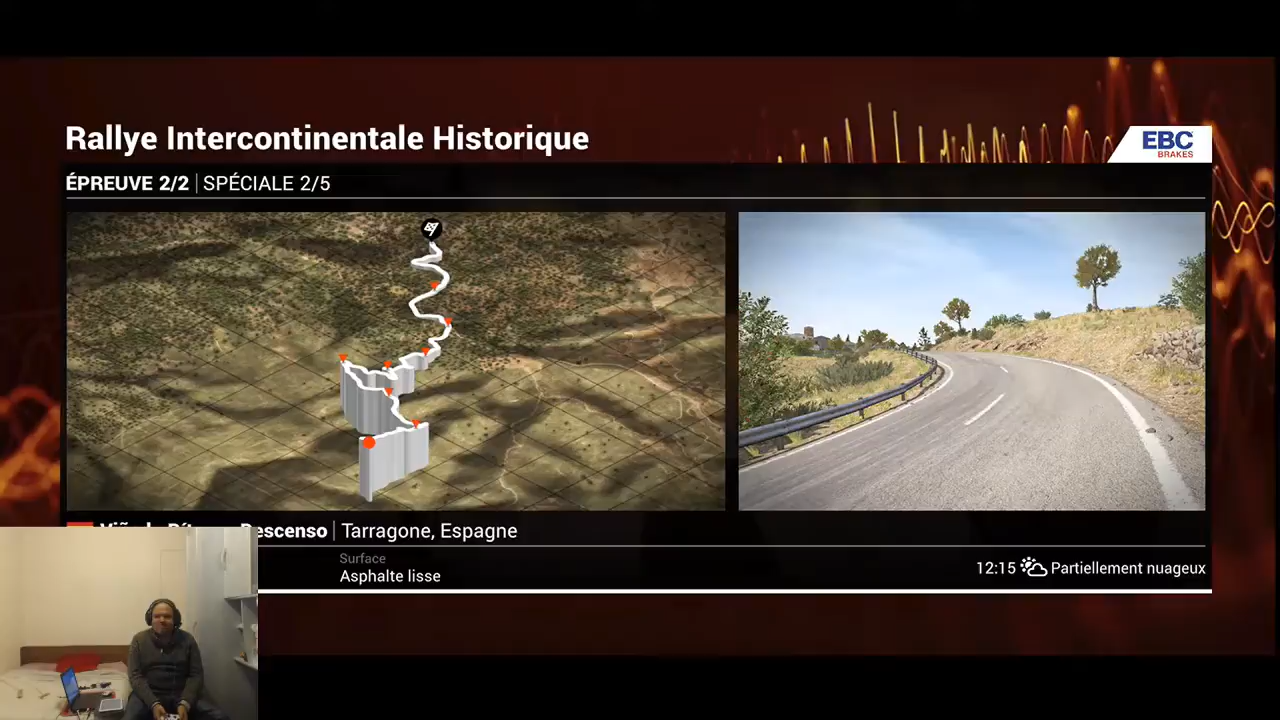 Rallye Intercontinentale Historique
EBC
BRAKES
ÉPREUVE 2/2 | SPÉCIALE 2/5
Descenso | Tarragone, Espagne
Surface
Asphalte lisse
12:15 Partiellement nuageux